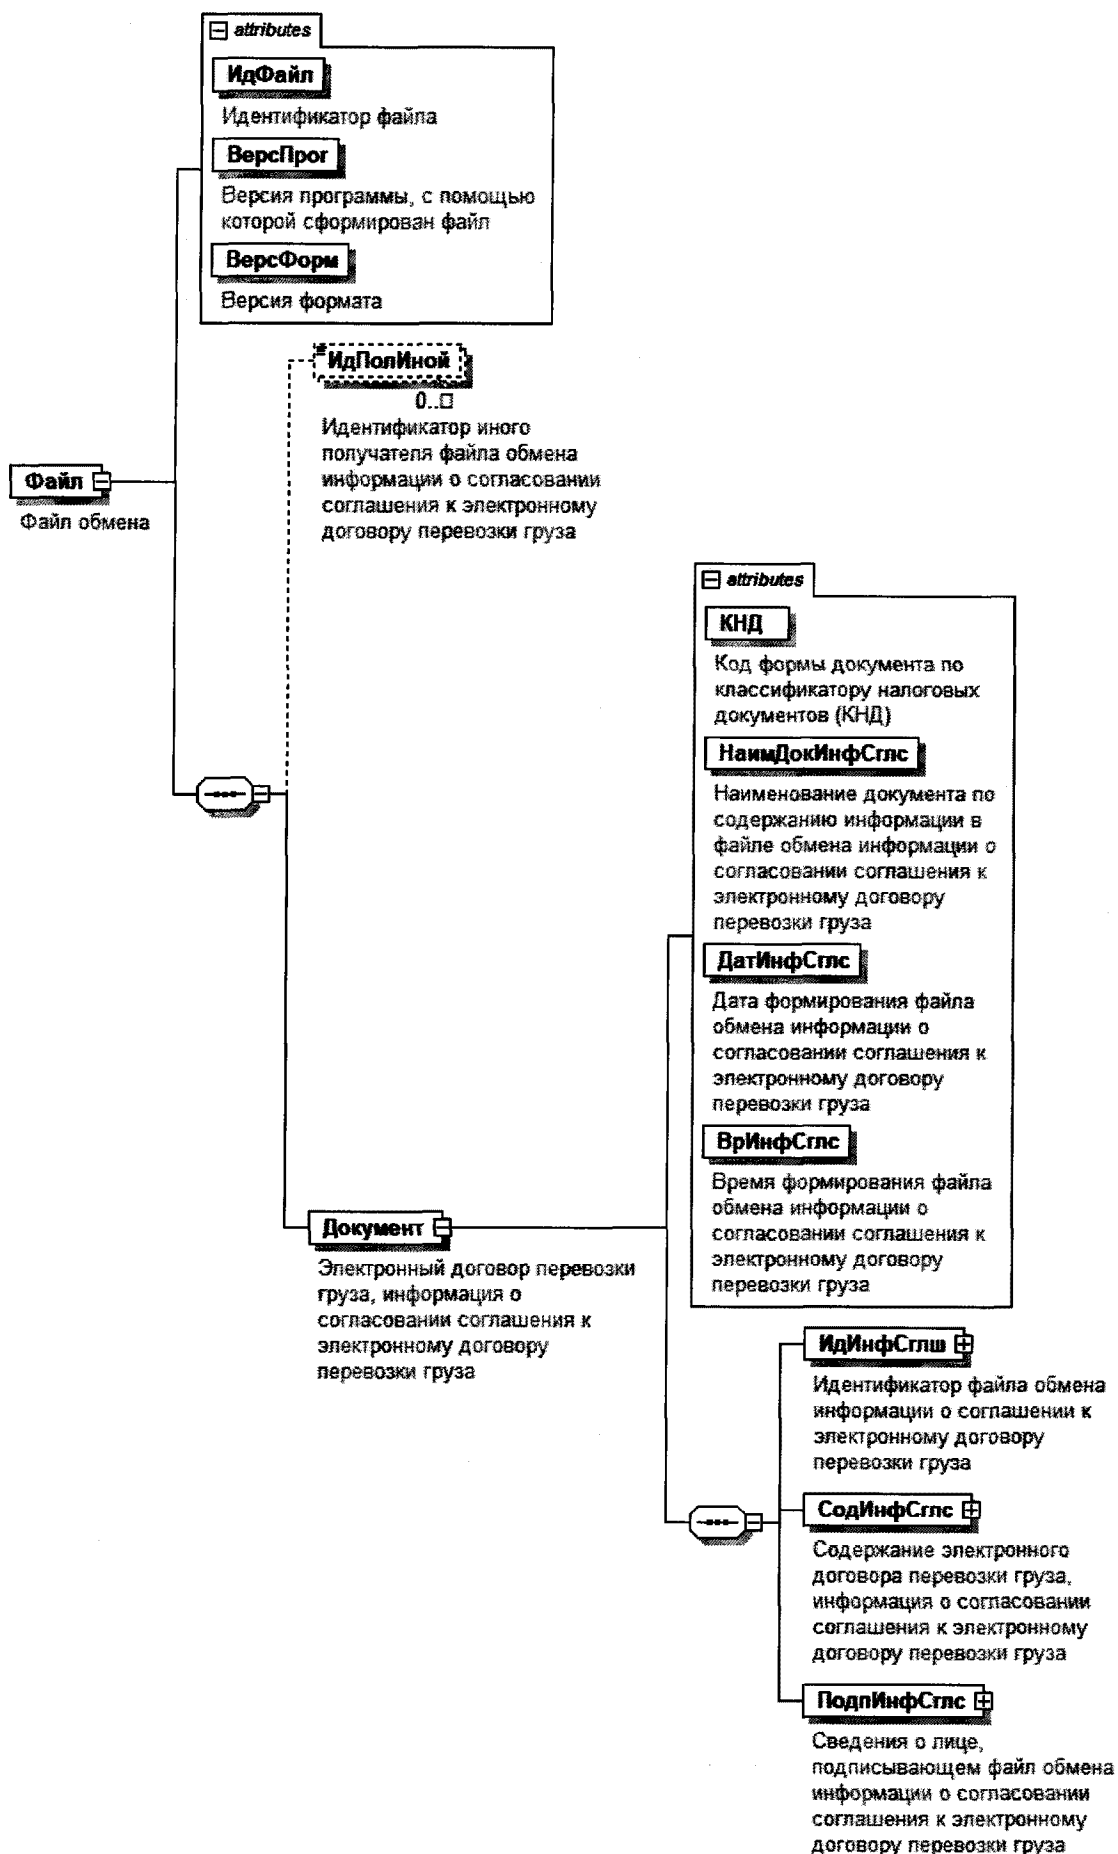 attributes
ИдФайл
Идентификатор файла
ВерсПрог
Версия программы, с помощью
которой сформирован файл
ВерсФорм
Версия формата
ИдПолИной
0..□
Идентификатор иного
получателя файла обмена
информации о согласовании
соглашения к электронному
договору перевозки груза
Файл
Файл обмена
attributes
КНД
Код формы документа по
классификатору налоговых
документов (КНД)
НаимДокИнфСглс
Наименование документа по
содержанию информации в
файле обмена информации о
согласовании соглашения к
электронному договору
перевозки груза
ДатИнфСглс
Дата формирования файла
обмена информации о
согласовании соглашения к
электронному договору
перевозки груза
ВрИнфСглс
Время формирования файла
обмена информации о
согласовании соглашения к
электронному договору
перевозки груза
Документ
Электронный договор перевозки
груза, информация о
согласовании соглашения к
электронному договору
перевозки груза
ИдИнфСглш
Идентификатор файла обмена
информации о соглашении к
электронному договору
перевозки груза
СодИнфСглс
Содержание электронного
договора перевозки груза,
информация о согласовании
соглашения к электронному
договору перевозки груза
ПодпИнфСглс
Сведения о лице,
подписывающем файл обмена
информации о согласовании
соглашения к электронному
договору перевозки груза